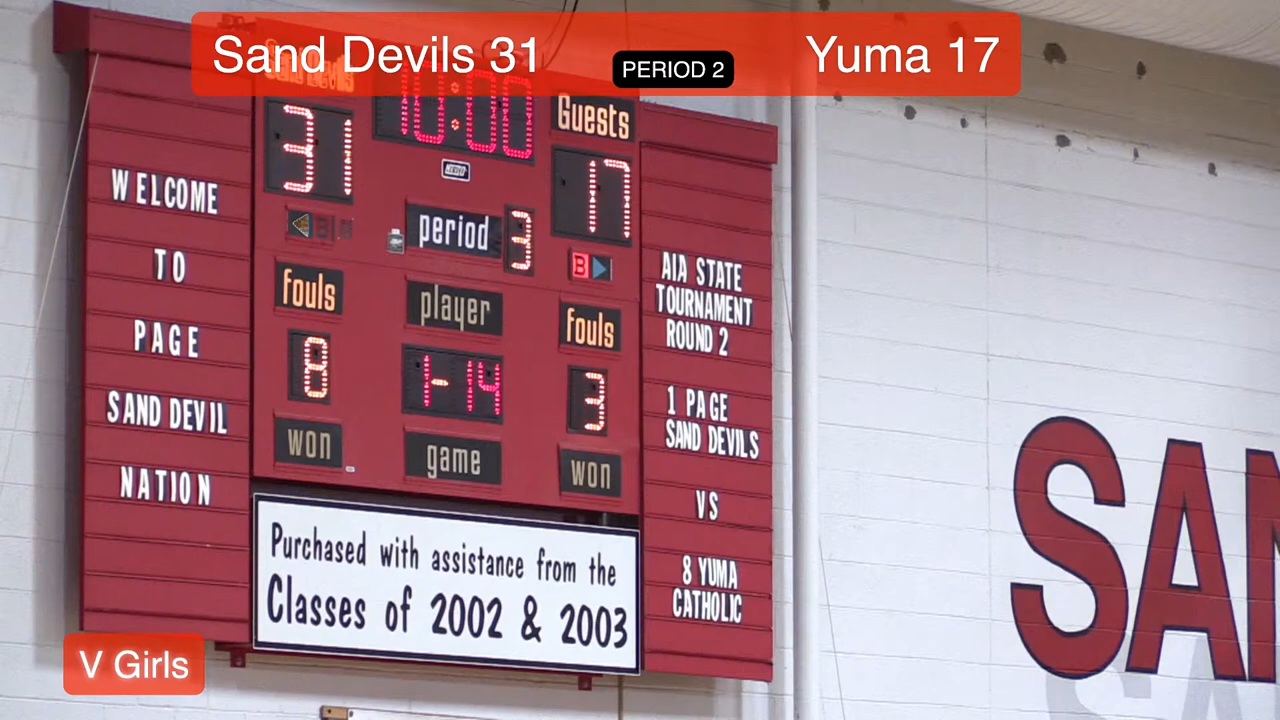 Sand Devils 31
PERIOD 2
Yuma 17
Sand Devils
10:00
Guests
31
17
WELCOME
TO
PAGE
SAND DEVIL
NATION
period 3
B
fouls
player
fouls
8
1-14
3
won
game
won
AIA STATE
TOURNAMENT
ROUND 2
1 PAGE
SAND DEVILS
VS
8 YUMA
CATHOLIC
Purchased with assistance from the
Classes of 2002 & 2003
SAN
V Girls